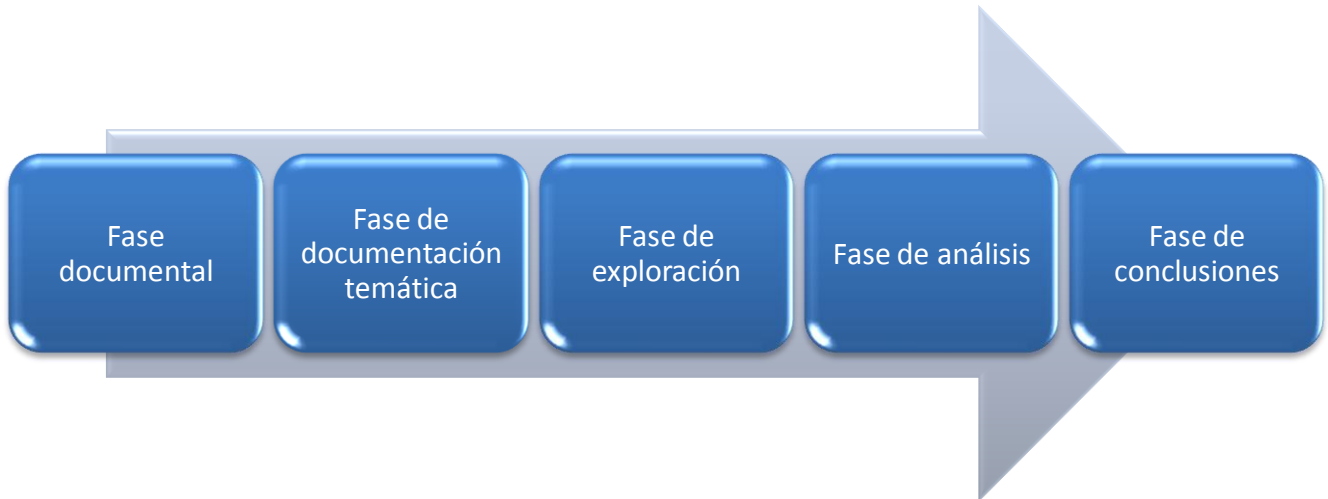 Fase
documental
Fase de
documentación
temática
Fase de
exploración
Fase de análisis
Fase de
conclusiones